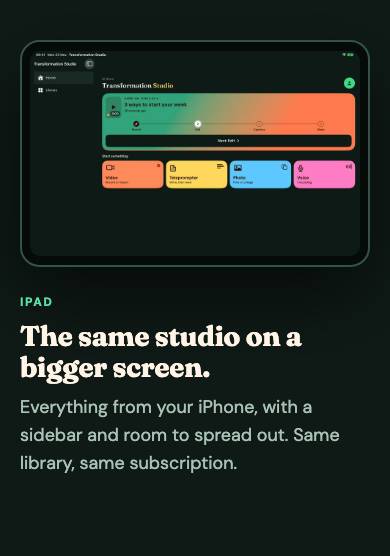 Transformation Studio
Home
Library
Transformation Studio
3 ways to start your week
Next: Edit >
Start something
Video
Teleprompter
Photo
Voice
IPAD
The same studio on a
bigger screen.
Everything from your iPhone, with a
sidebar and room to spread out. Same
library, same subscription.